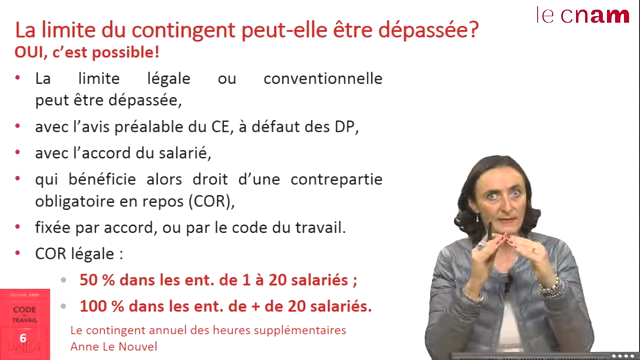 le cnam
La limite du contingent peut-elle être dépassée?
OUI, c'est possible!
• La limite légale ou conventionnelle
peut être dépassée,
• avec l'avis préalable du CE, à défaut des DP,
• avec l'accord du salarié,
• qui bénéficie alors droit d'une contrepartie
obligatoire en repos (COR),
• fixée par accord, ou par le code du travail.
• COR légale :
• 50 % dans les ent. de 1 à 20 salariés ;
• 100 % dans les ent. de + de 20 salariés.
CODE
TRAVAIL
6
Le contingent annuel des heures supplémentaires
Anne Le Nouvel